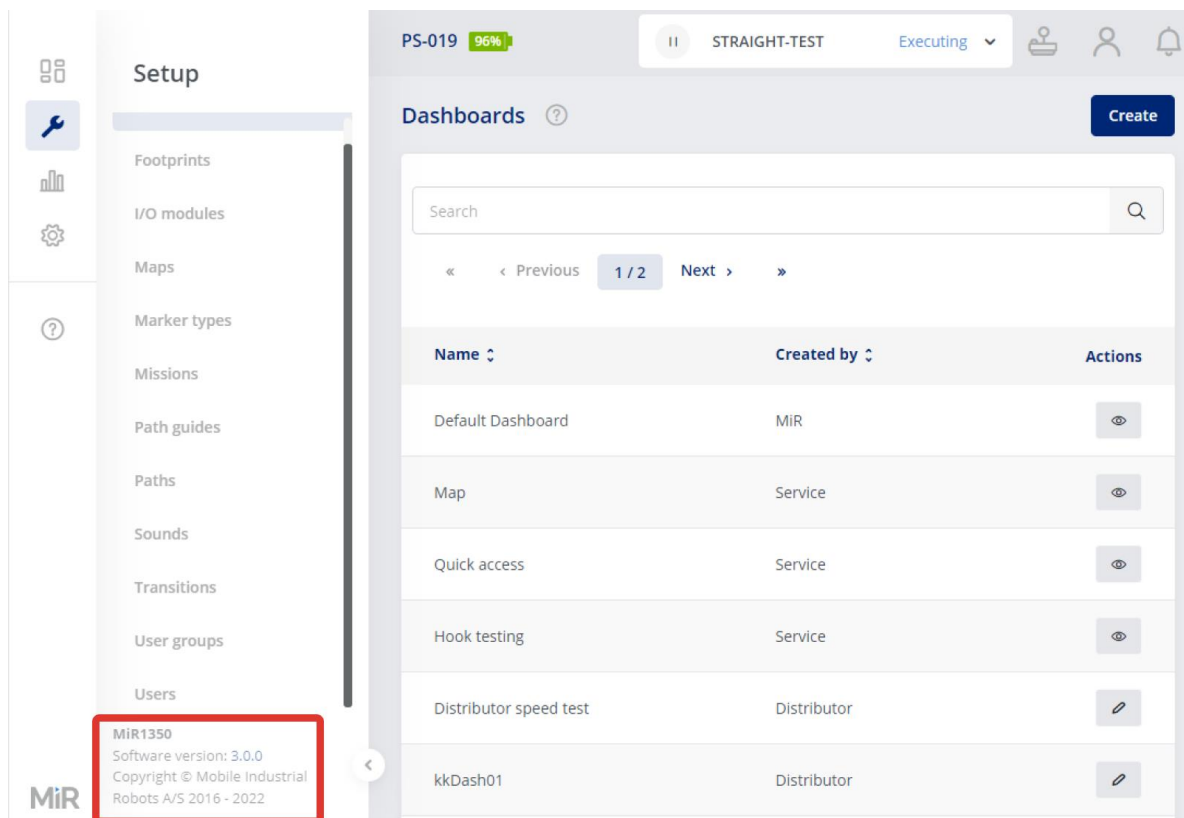 Setup
Footprints
I/O modules
Maps
Marker types
Missions
Path guides
Paths
Sounds
Transitions
User groups
Users
MiR1350
Software version: 3.0.0
Copyright © Mobile Industrial
Robots A/S 2016 - 2022
MiR
PS-019 96% STRAIGHT-TEST Executing
Dashboards ? Create
Search
« ‹ Previous 1 / 2 Next › »
Name Created by Actions
Default Dashboard MiR
Map Service
Quick access Service
Hook testing Service
Distributor speed test Distributor
kkDash01 Distributor